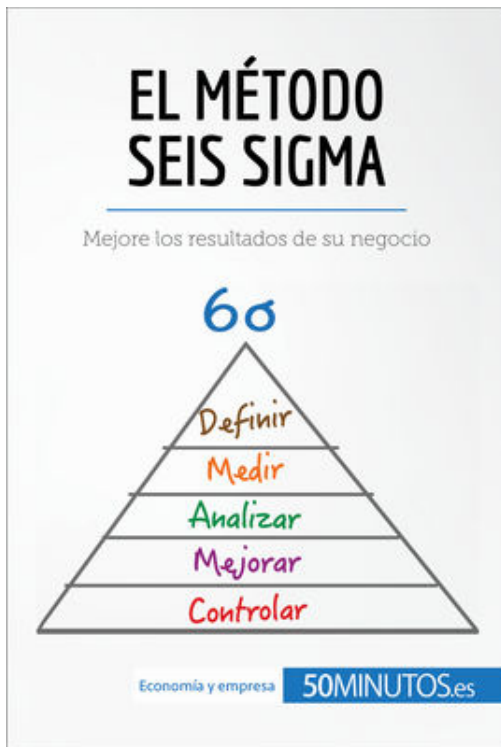 EL MÉTODO
SEIS SIGMA
Mejore los resultados de su negocio
6σ
Definir
Medir
Analizar
Mejorar
Controlar
Economía y empresa 50MINUTOS.es